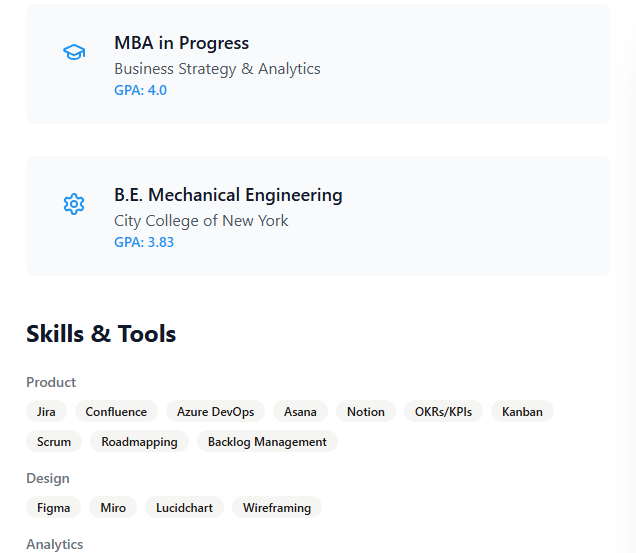 MBA in Progress
Business Strategy & Analytics
GPA: 4.0
B.E. Mechanical Engineering
City College of New York
GPA: 3.83
Skills & Tools
Product
Jira Confluence Azure DevOps Asana Notion OKRs/KPIs Kanban
Scrum Roadmapping Backlog Management
Design
Figma Miro Lucidchart Wireframing
Analytics